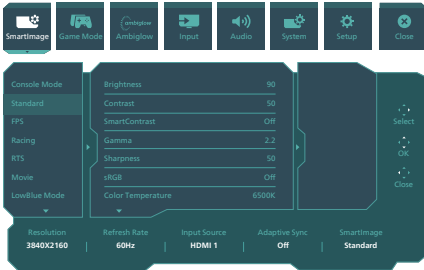 ambiglow
SmartImage
Game Mode
Ambiglow
Input
Audio
System
Setup
Close
Console Mode
Standard
FPS
Racing
RTS
Movie
LowBlue Mode
Brightness 90
Contrast 50
SmartContrast Off
Gamma 2.2
Sharpness 50
sRGB Off
Color Temperature 6500K
Select
OK
Close
Resolution
3840X2160
Refresh Rate
60Hz
Input Source
HDMI 1
Adaptive Sync
Off
SmartImage
Standard